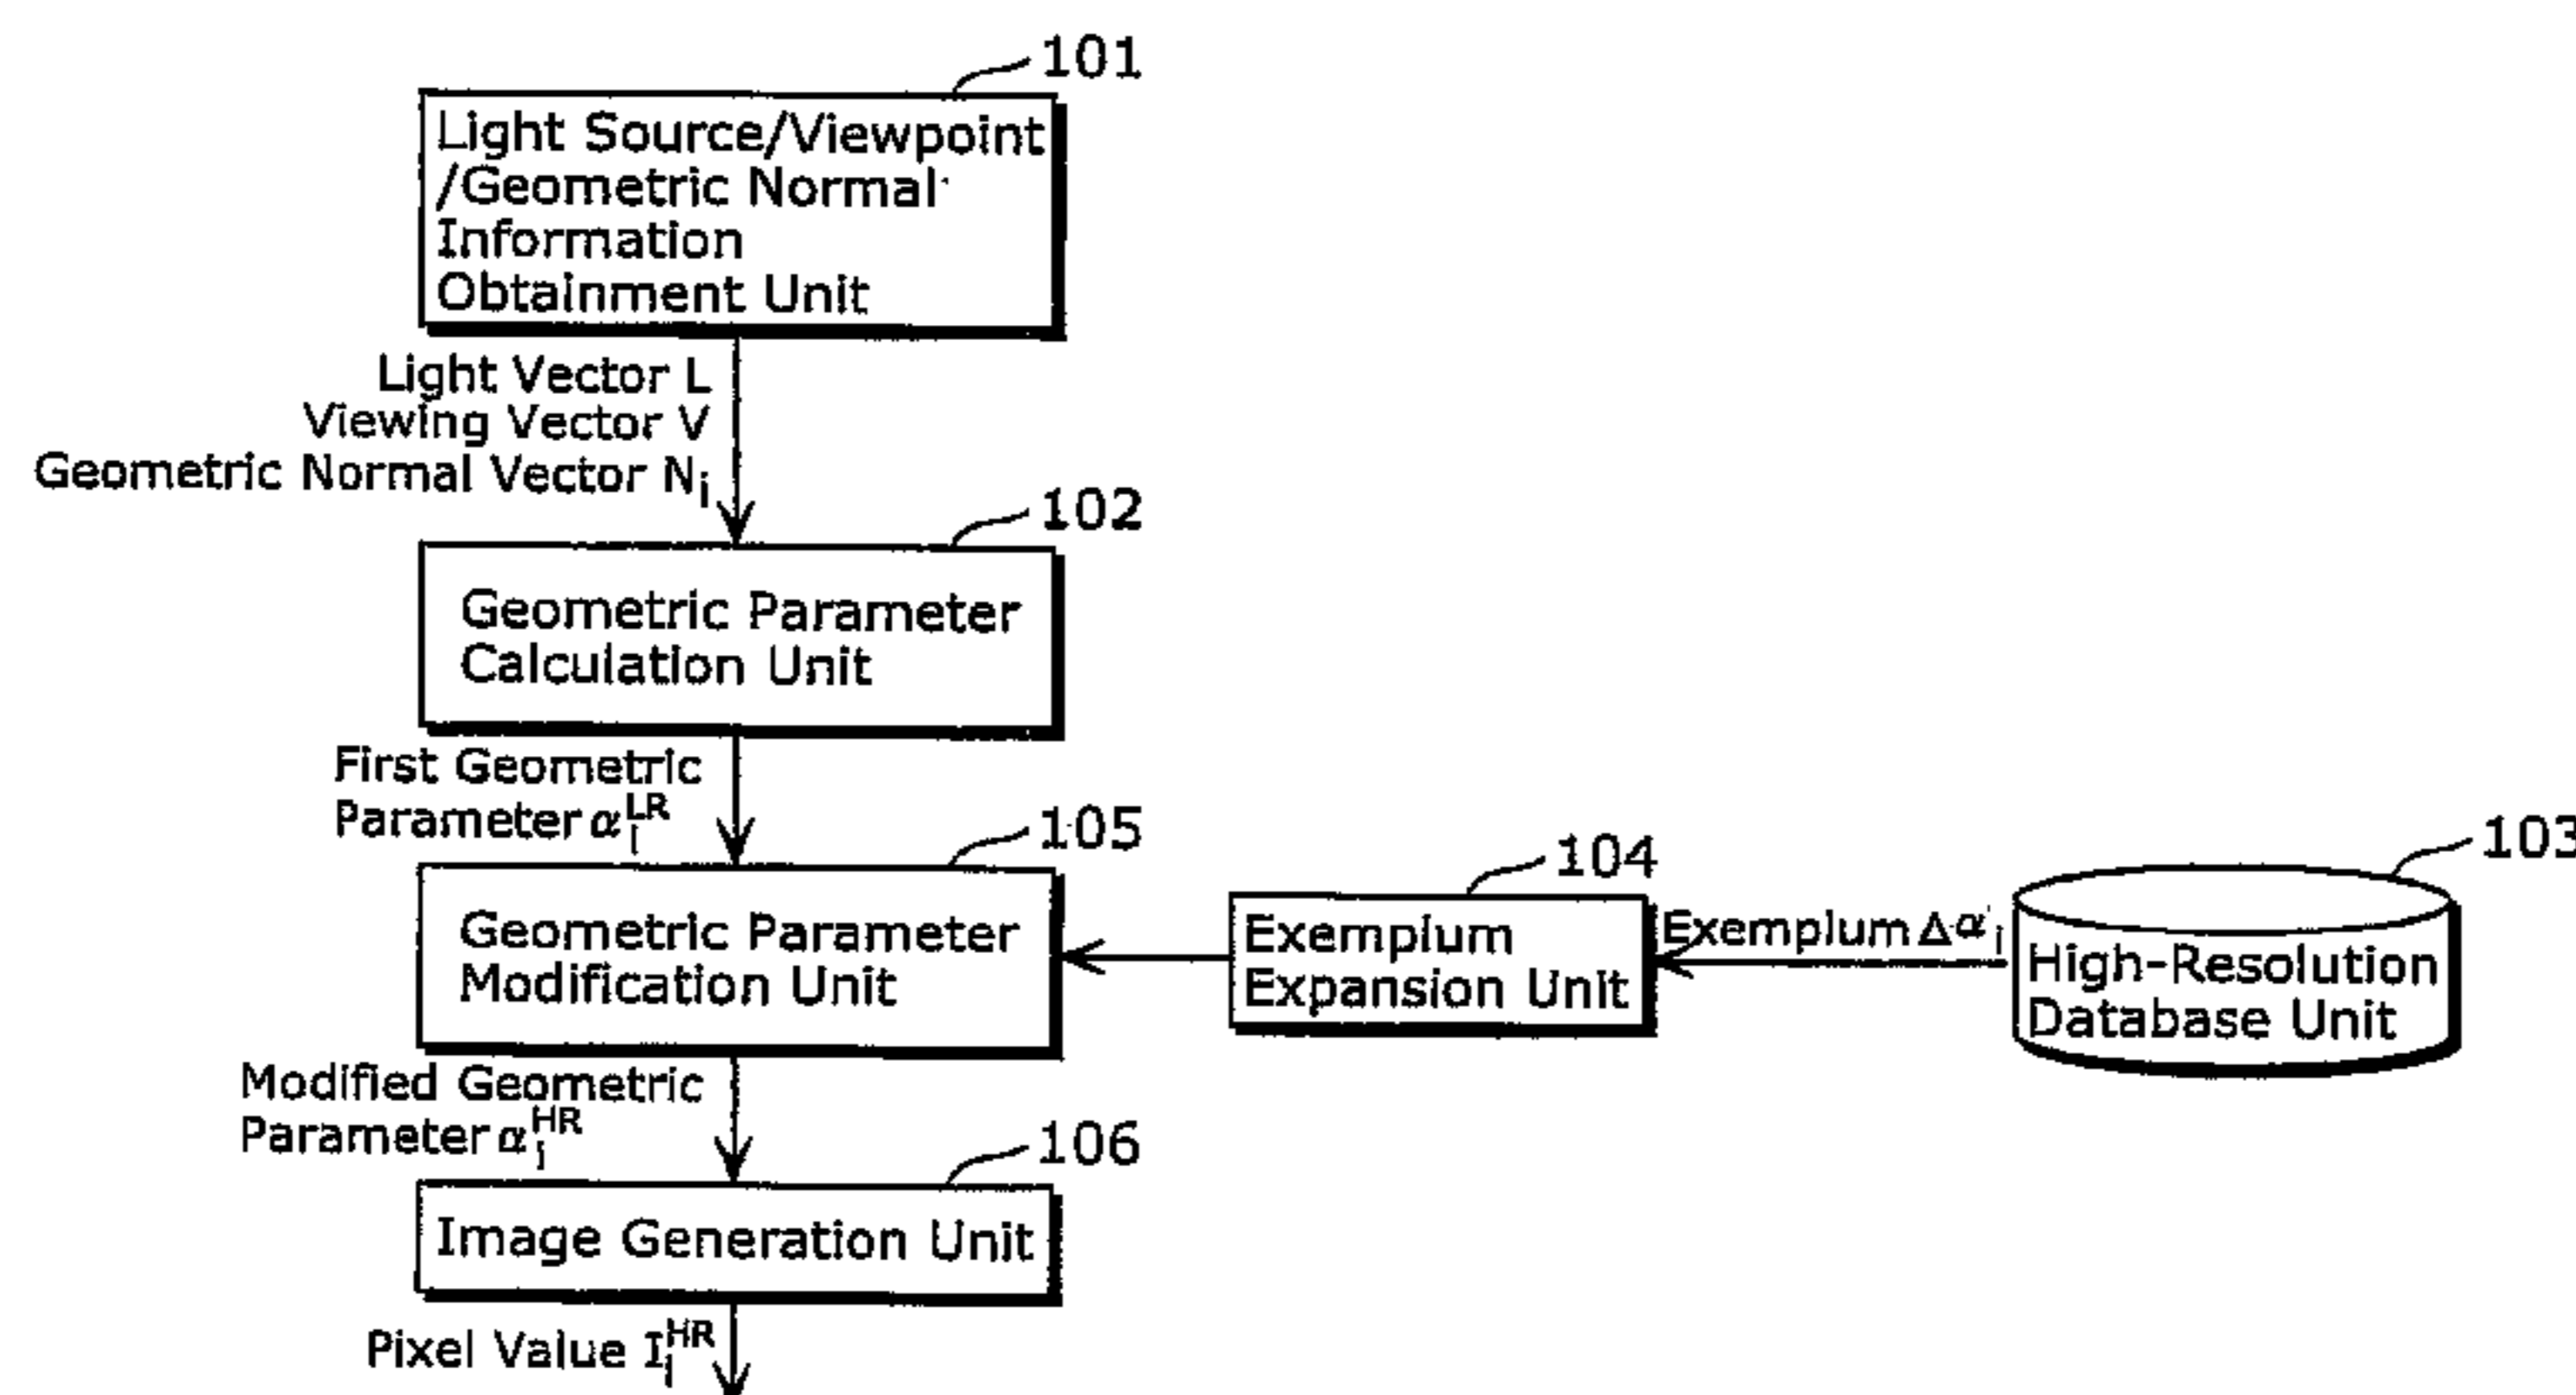 101
Light Source/Viewpoint
/Geometric Normal
Information
Obtainment Unit
Light Vector L
Viewing Vector V
Geometric Normal Vector Nᵢ
102
Geometric Parameter
Calculation Unit
First Geometric
Parameter αᵢᴸᴿ
105
Geometric Parameter
Modification Unit
104
Exemplum
Expansion Unit
Exemplum Δαᵢ
103
High-Resolution
Database Unit
Modified Geometric
Parameter αᵢᴴᴿ
106
Image Generation Unit
Pixel Value Iᵢᴴᴿ